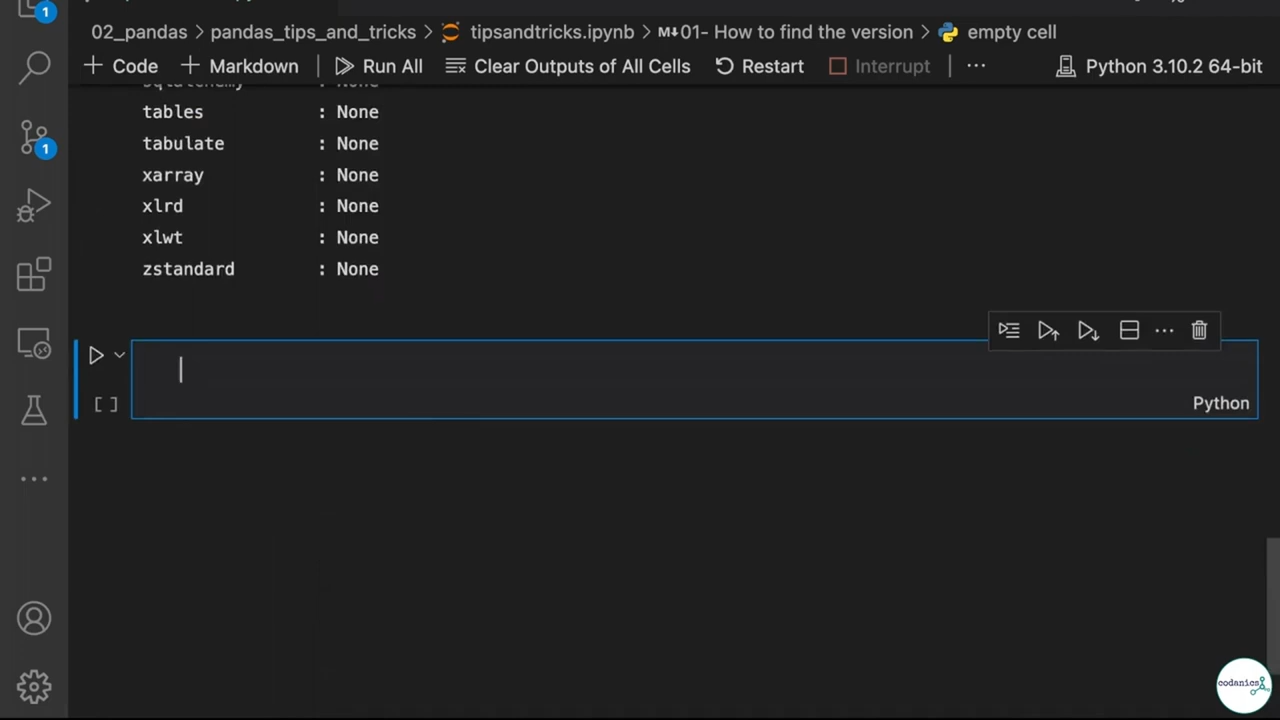 1
02_pandas > pandas_tips_and_tricks > tipsandtricks.ipynb > M↓01- How to find the version > empty cell
+ Code + Markdown Run All Clear Outputs of All Cells Restart Interrupt ... Python 3.10.2 64-bit
sqlalchemy
tables : None
1
tabulate : None
xarray : None
xlrd : None
xlwt : None
zstandard : None
[ ]
Python
codanics